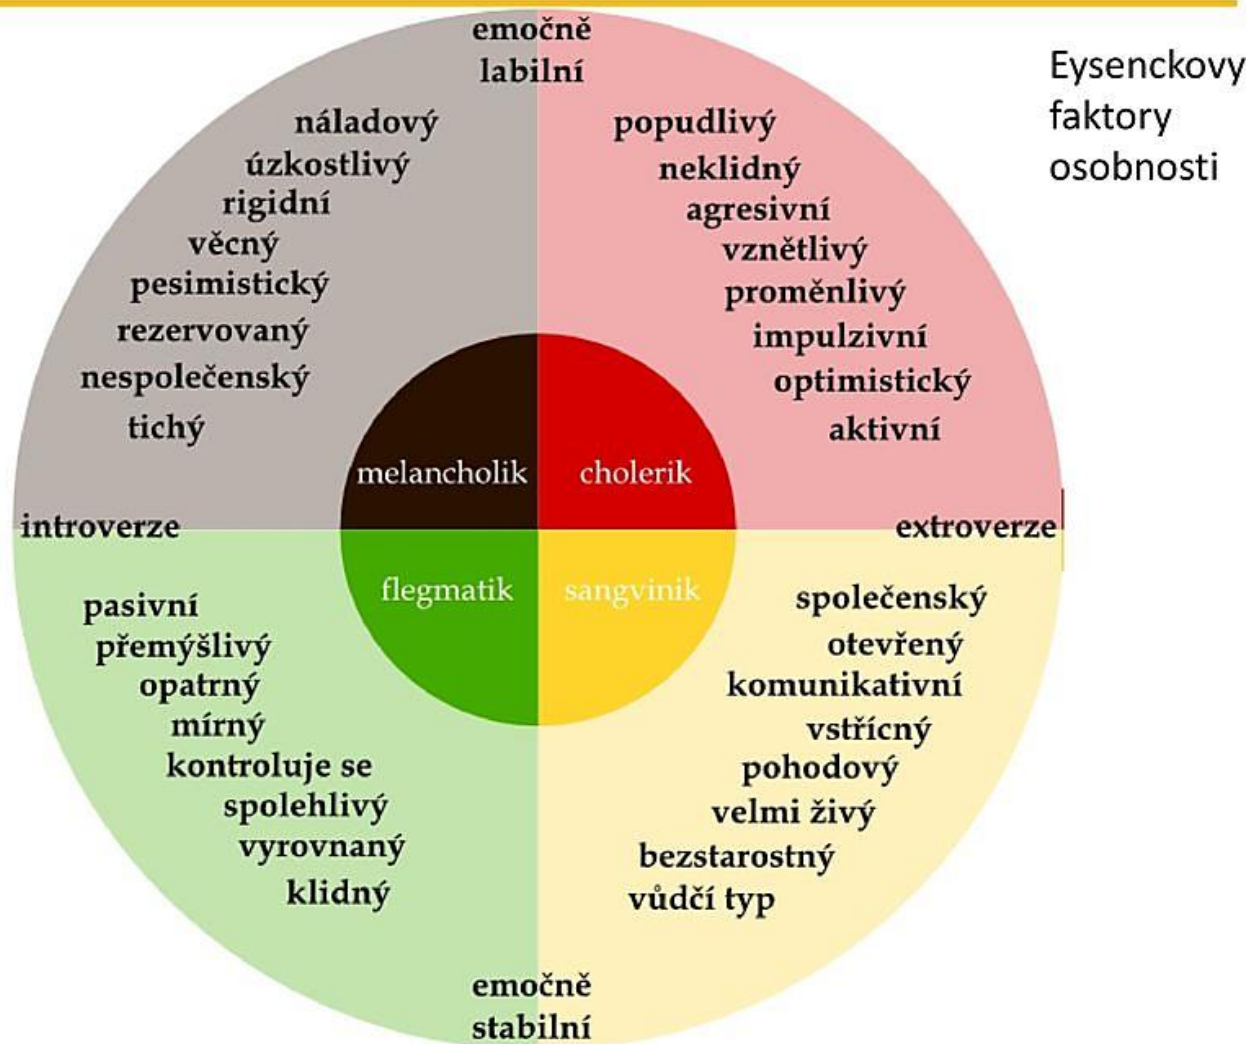 Eysenckovy
faktory
osobnosti
emočně
labilní
náladový
úzkostlivý
rigidní
věcný
pesimistický
rezervovaný
nespolečenský
tichý
popudlivý
neklidný
agresivní
vznětlivý
proměnlivý
impulzivní
optimistický
aktivní
melancholik
cholerik
introverze
extroverze
flegmatik
sangvinik
pasivní
přemýšlivý
opatrný
mírný
kontroluje se
spolehlivý
vyrovnaný
klidný
společenský
otevřený
komunikativní
vstřícný
pohodový
velmi živý
bezstarostný
vůdčí typ
emočně
stabilní